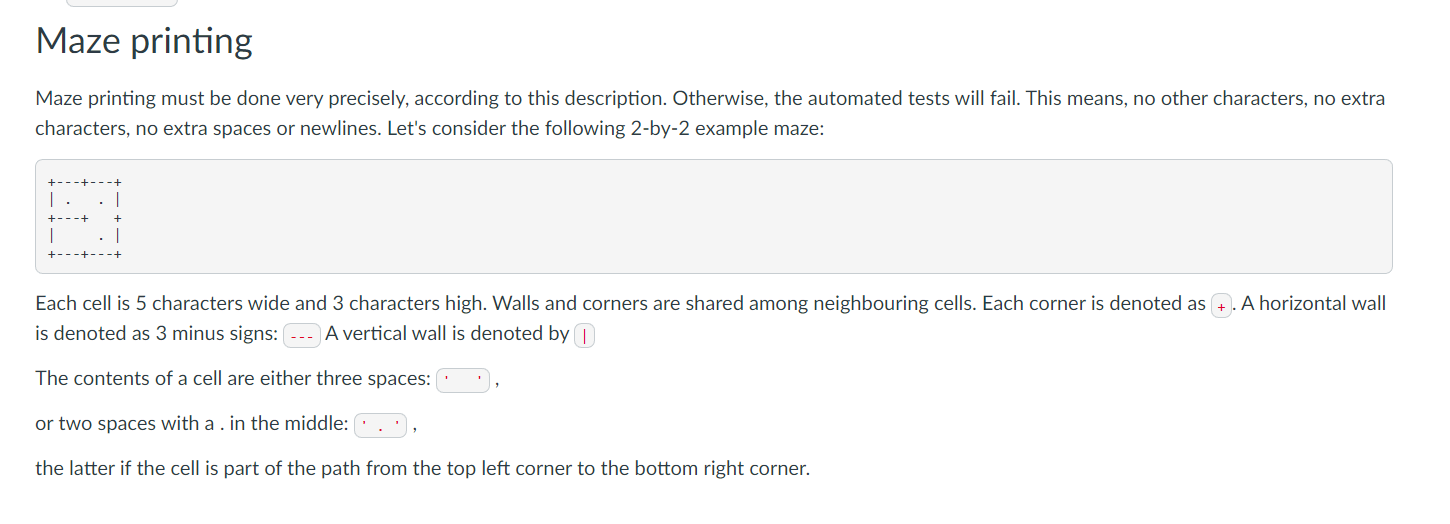 Maze printing
Maze printing must be done very precisely, according to this description. Otherwise, the automated tests will fail. This means, no other characters, no extra
characters, no extra spaces or newlines. Let's consider the following 2-by-2 example maze:
+---+---+
| .   . |
+---+   +
|     . |
+---+---+
Each cell is 5 characters wide and 3 characters high. Walls and corners are shared among neighbouring cells. Each corner is denoted as +. A horizontal wall
is denoted as 3 minus signs: --- A vertical wall is denoted by |
The contents of a cell are either three spaces: '   ' ,
or two spaces with a . in the middle: ' . ' ,
the latter if the cell is part of the path from the top left corner to the bottom right corner.